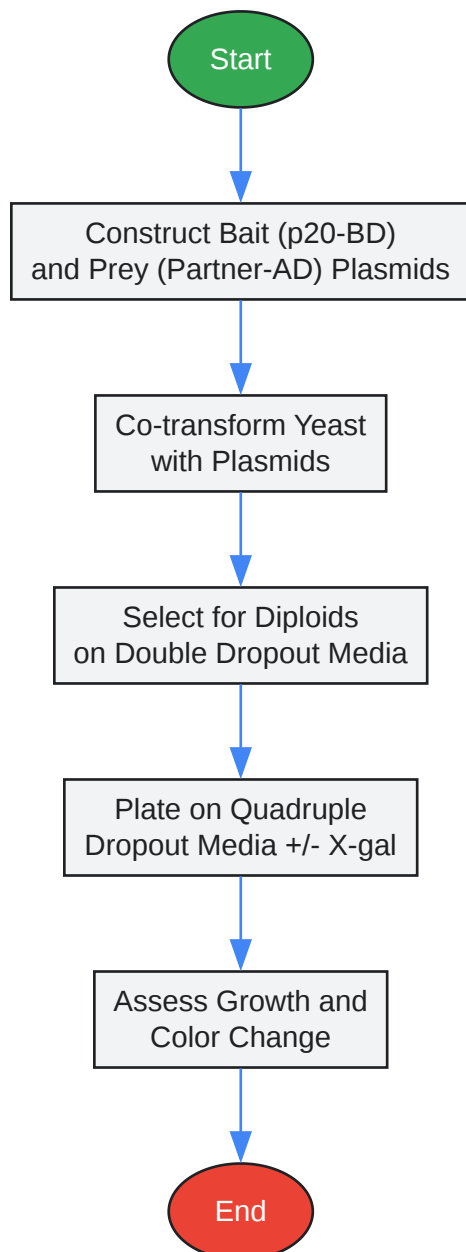 Start
Construct Bait (p20-BD)
and Prey (Partner-AD) Plasmids
Co-transform Yeast
with Plasmids
Select for Diploids
on Double Dropout Media
Plate on Quadruple
Dropout Media +/- X-gal
Assess Growth and
Color Change
End